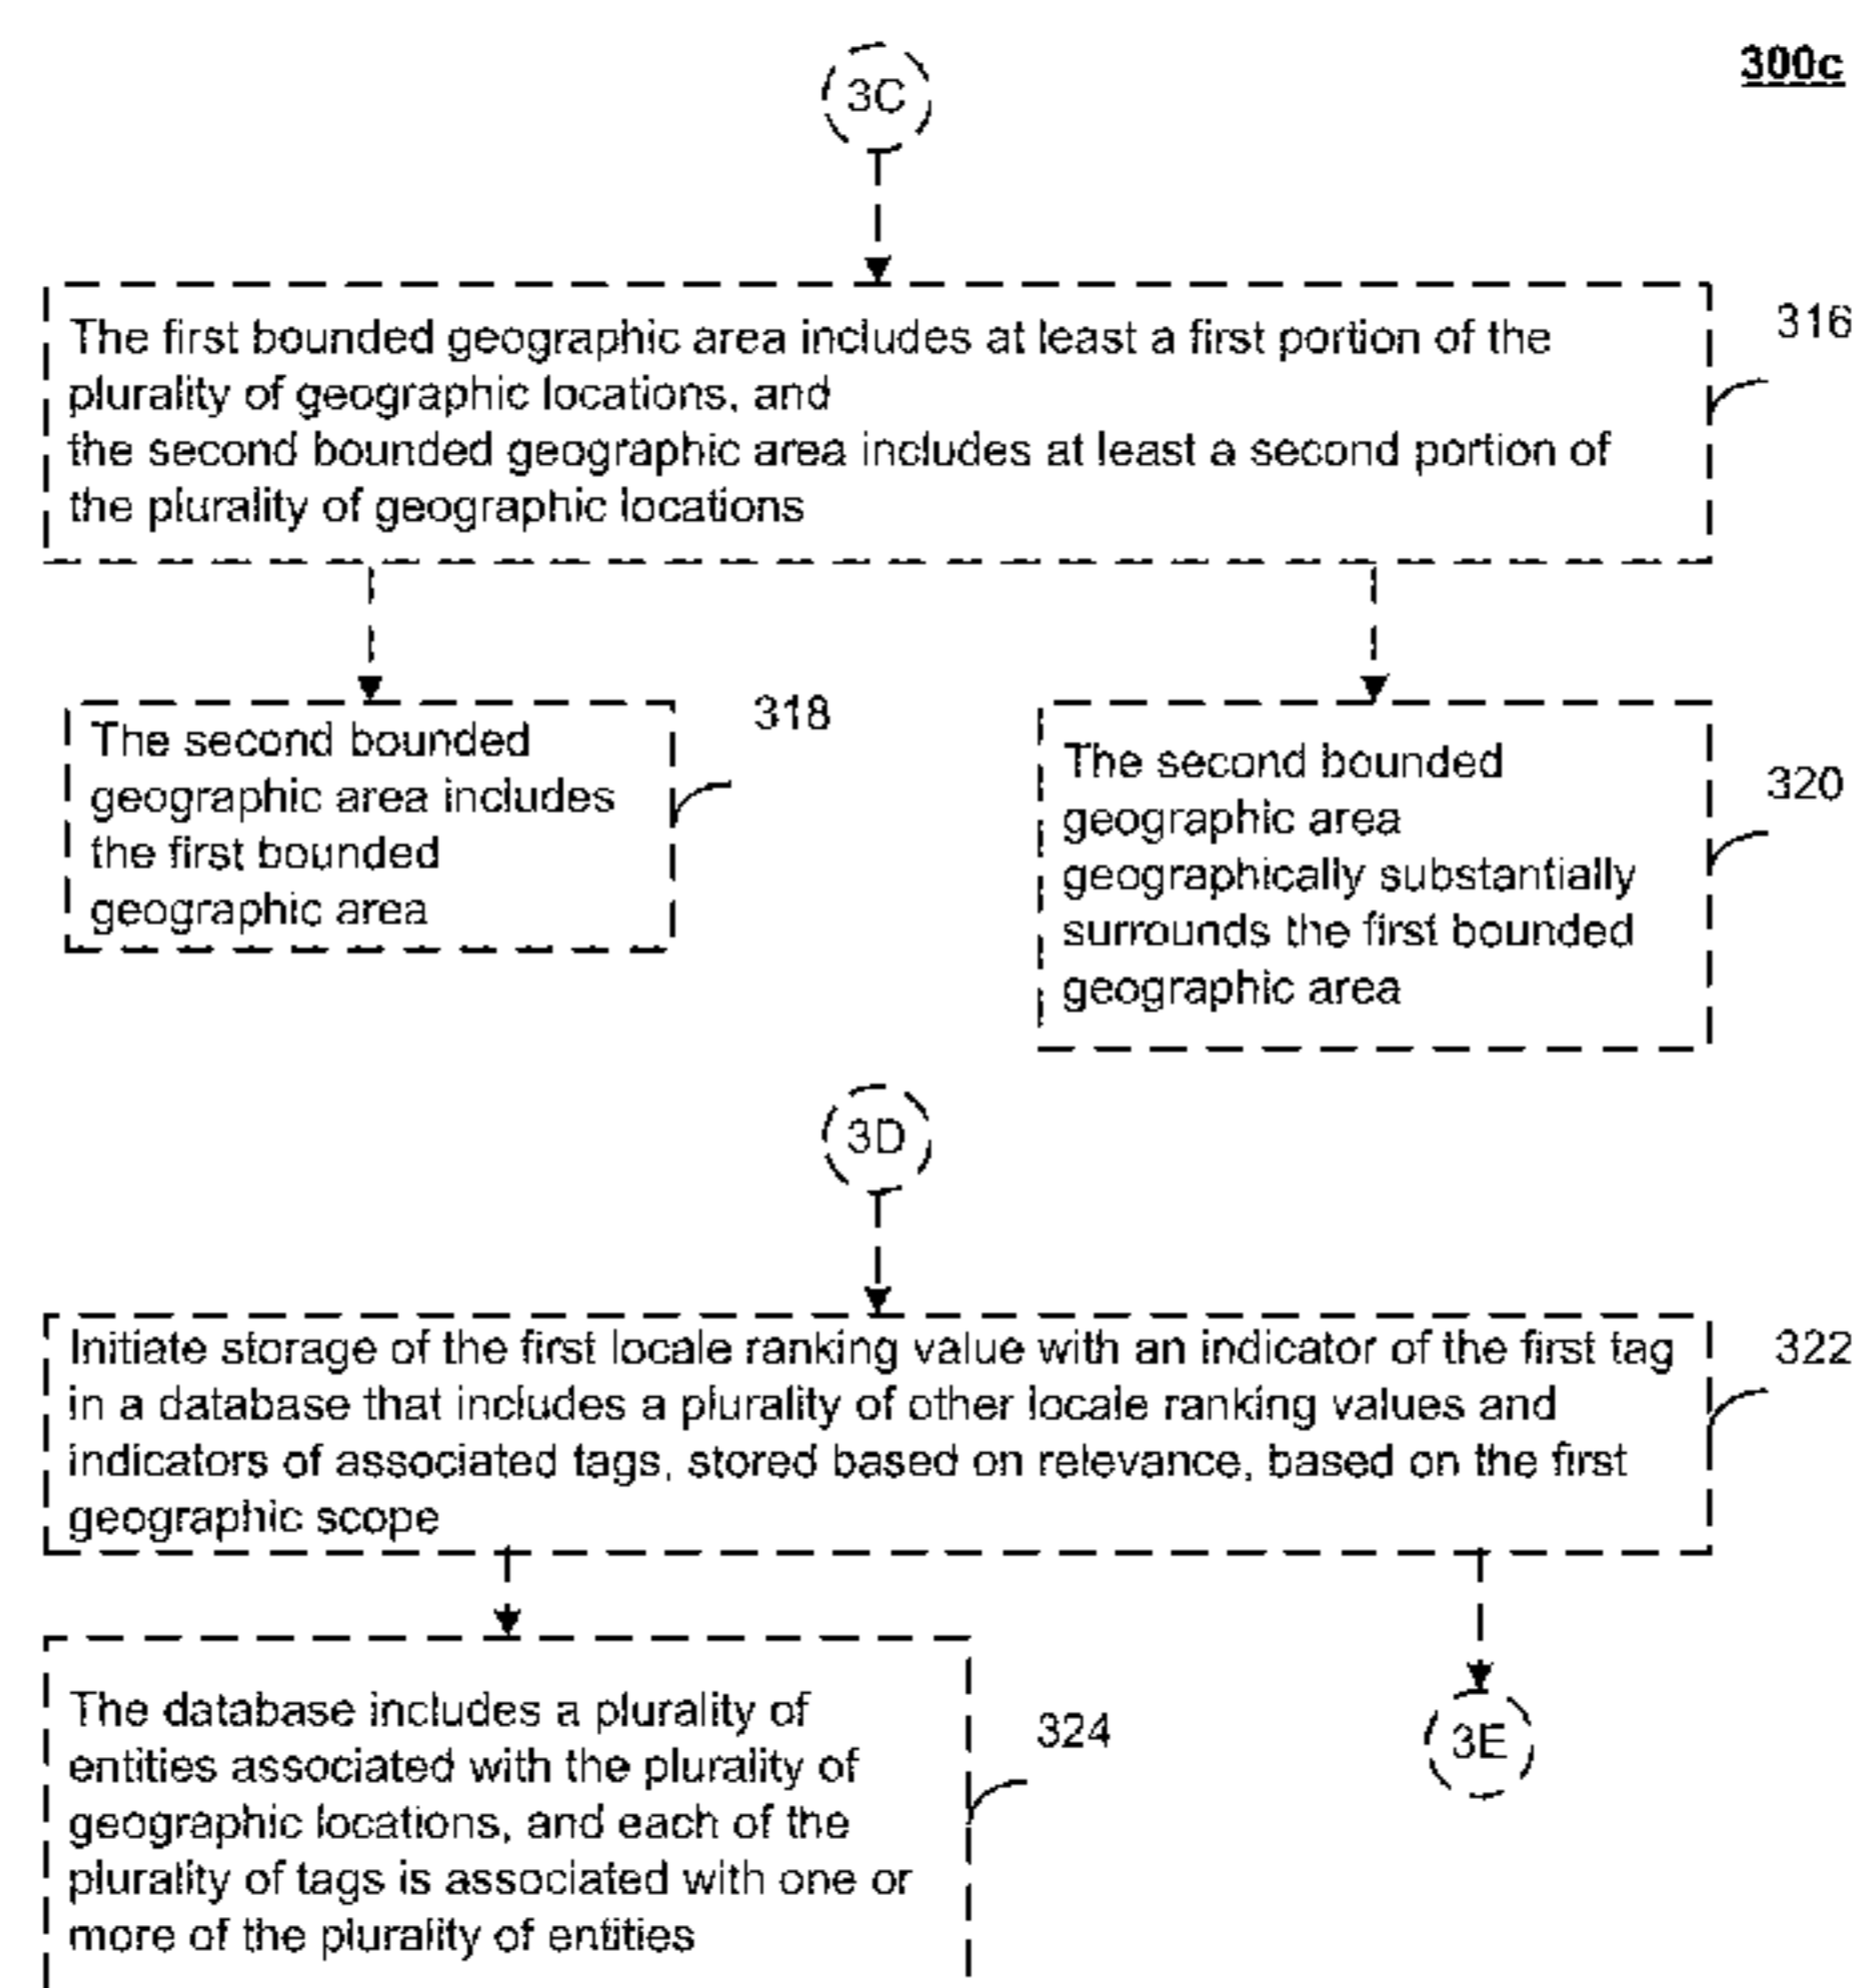 300c
3C
The first bounded geographic area includes at least a first portion of the
plurality of geographic locations, and
the second bounded geographic area includes at least a second portion of
the plurality of geographic locations
316
The second bounded
geographic area includes
the first bounded
geographic area
318
The second bounded
geographic area
geographically substantially
surrounds the first bounded
geographic area
320
3D
Initiate storage of the first locale ranking value with an indicator of the first tag
in a database that includes a plurality of other locale ranking values and
indicators of associated tags, stored based on relevance, based on the first
geographic scope
322
The database includes a plurality of
entities associated with the plurality of
geographic locations, and each of the
plurality of tags is associated with one or
more of the plurality of entities
324
3E